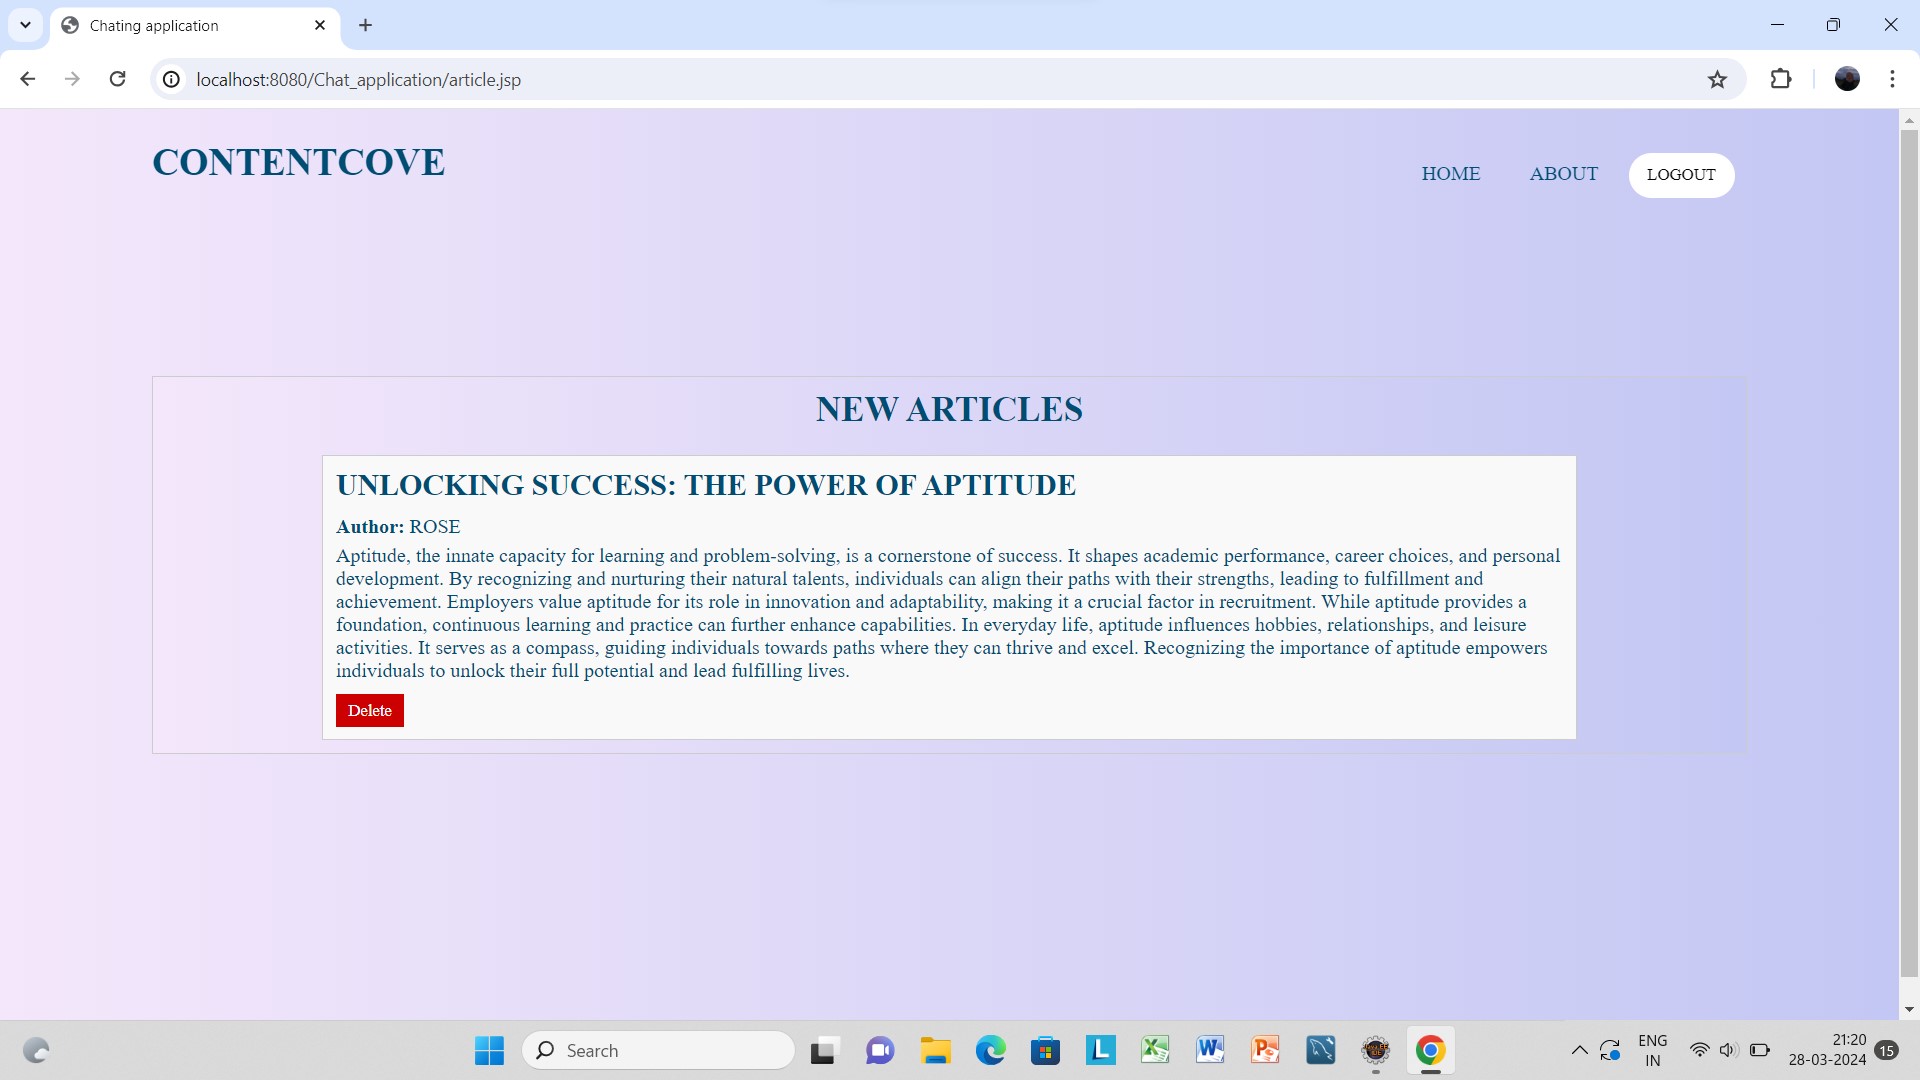 Chating application
localhost:8080/Chat_application/article.jsp
CONTENTCOVE
HOME ABOUT LOGOUT
NEW ARTICLES
UNLOCKING SUCCESS: THE POWER OF APTITUDE
Author: ROSE
Aptitude, the innate capacity for learning and problem-solving, is a cornerstone of success. It shapes academic performance, career choices, and personal
development. By recognizing and nurturing their natural talents, individuals can align their paths with their strengths, leading to fulfillment and
achievement. Employers value aptitude for its role in innovation and adaptability, making it a crucial factor in recruitment. While aptitude provides a
foundation, continuous learning and practice can further enhance capabilities. In everyday life, aptitude influences hobbies, relationships, and leisure
activities. It serves as a compass, guiding individuals towards paths where they can thrive and excel. Recognizing the importance of aptitude empowers
individuals to unlock their full potential and lead fulfilling lives.
Delete
Search
L
X
W
P
IDE
ENG
IN
21:20
28-03-2024
15